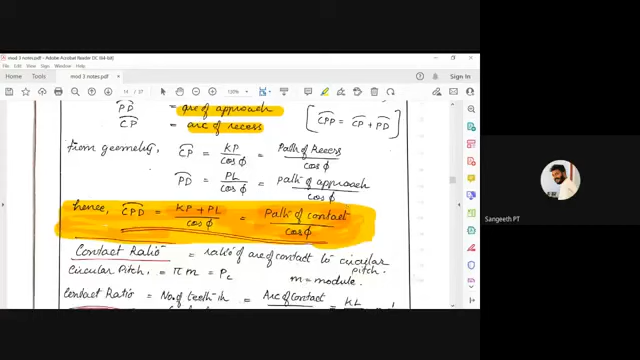 mod 3 notes.pdf - Adobe Acrobat Reader DC (64-bit)
File Edit View Sign Window Help
Home Tools mod 3 notes.pdf × Sign In
14 / 37 120%
PD = arc of approach
CP = arc of recess [CPD = CP + PD]
from geometry, CP = KP / cos φ = Path of Recess / cos φ
PD = PL / cos φ = Path of approach / cos φ
hence, CPD = KP + PL / cos φ = Path of contact / cos φ
Contact Ratio = ratio of arc of contact to circular pitch.
Circular Pitch = πm = Pc m = module
Contact Ratio = No. of teeth in = Arc of Contact = KL
Sangeeth PT